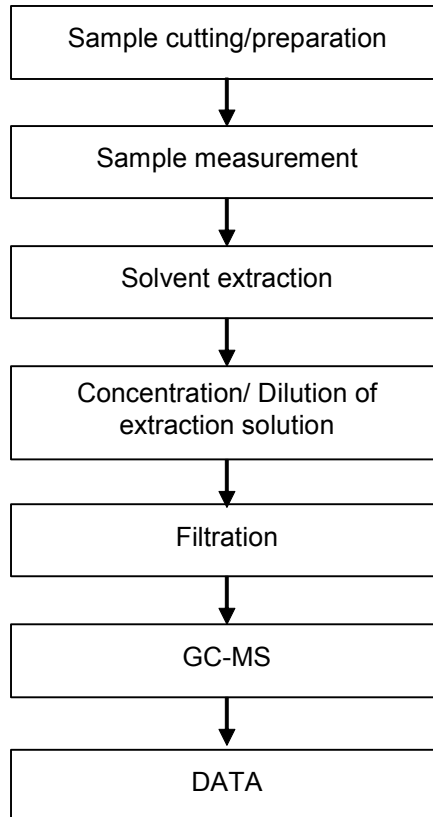 Sample cutting/preparation
Sample measurement
Solvent extraction
Concentration/ Dilution of
extraction solution
Filtration
GC-MS
DATA